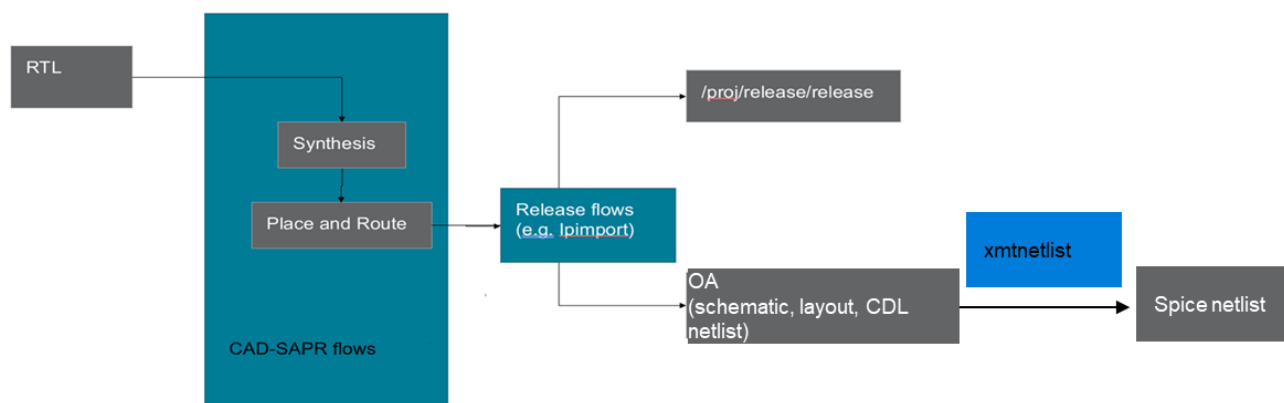 RTL
Synthesis
Place and Route
CAD-SAPR flows
Release flows
(e.g. Ipimport)
/proj/release/release
OA
(schematic, layout, CDL
netlist)
xmtnetlist
Spice netlist